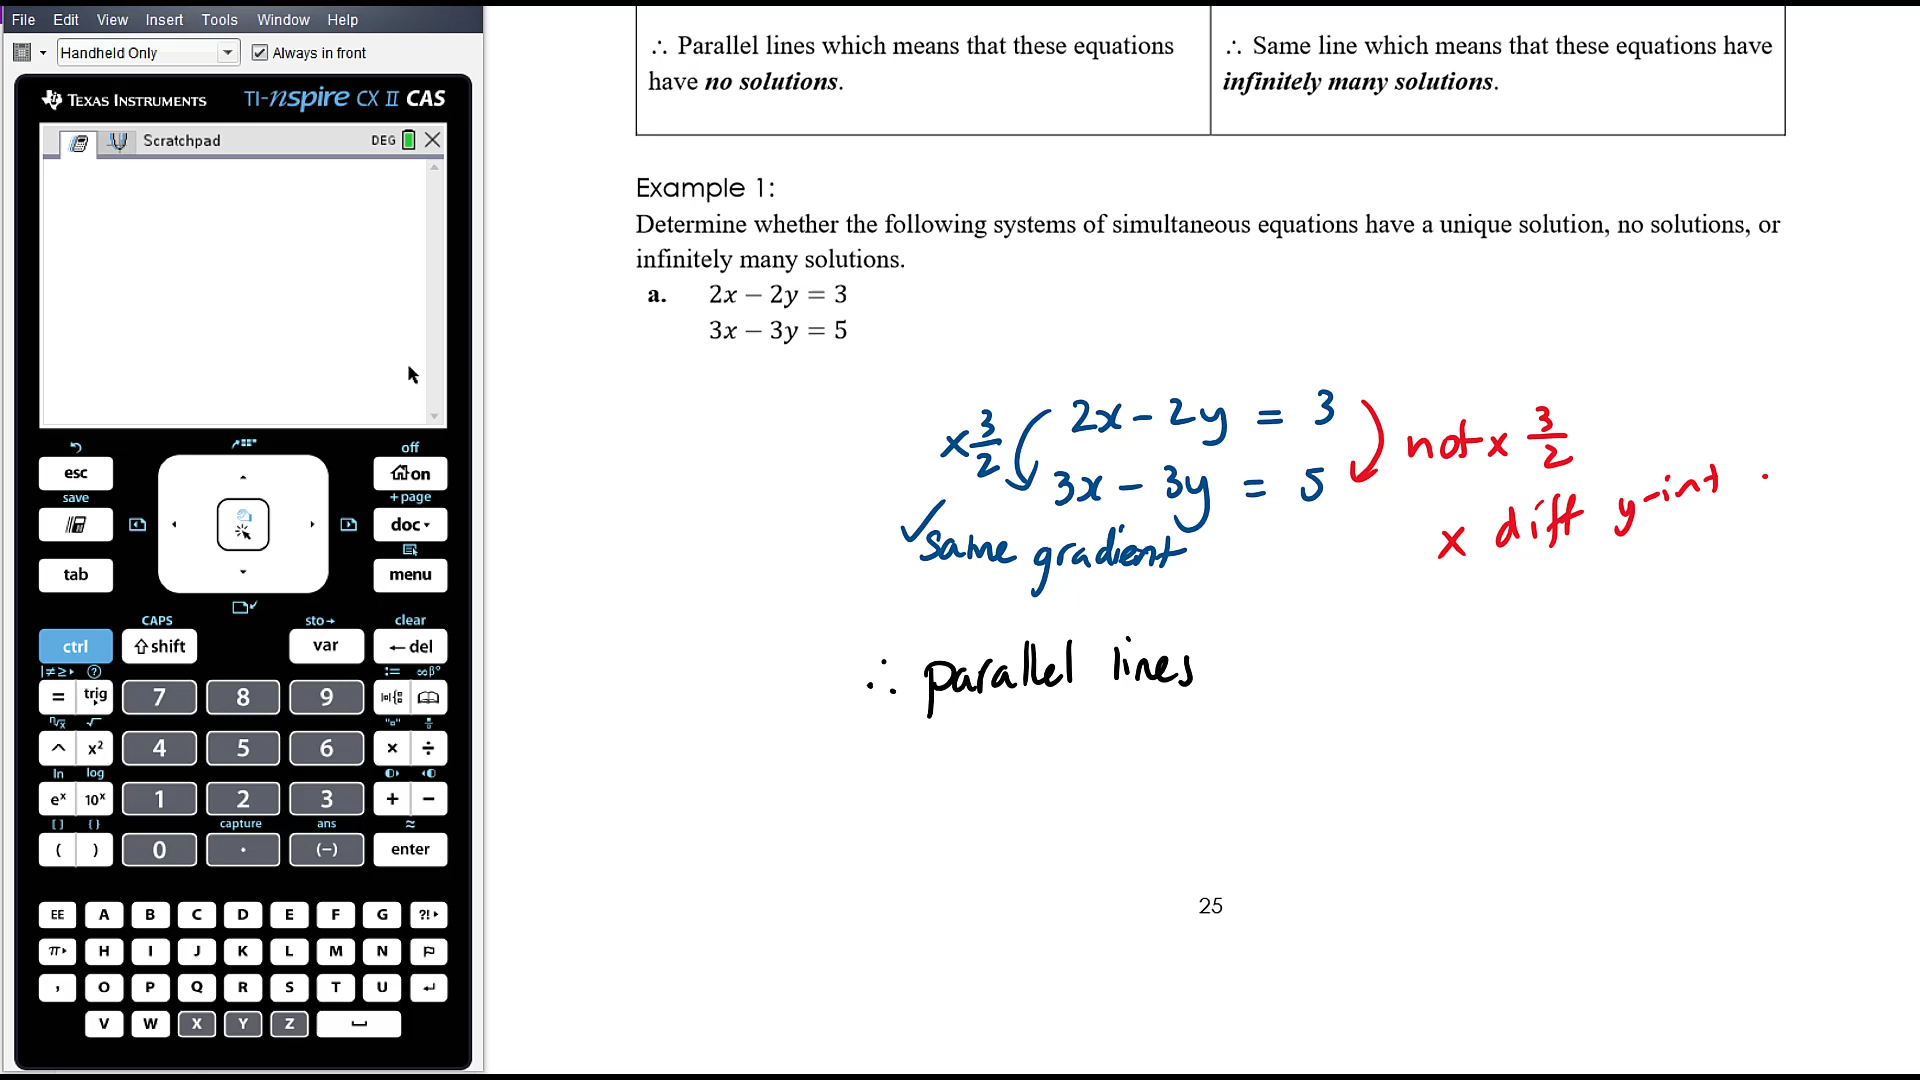 File Edit View Insert Tools Window Help
Handheld Only Always in front
TEXAS INSTRUMENTS TI-nspire CX II CAS
Scratchpad DEG
off
esc on
save + page
doc
tab menu
CAPS sto→ clear
ctrl shift var ← del
|≠≥▸ ? := ∞β°
= trig 7 8 9
ⁿ√x √ "▫"
^ x² 4 5 6 × ÷
ln log
eˣ 10ˣ 1 2 3 + −
[ ] { } capture ans ≈
( ) 0 . (−) enter
EE A B C D E F G ?!▸
π▸ H I J K L M N
, O P Q R S T U ↵
V W X Y Z
∴ Parallel lines which means that these equations
have no solutions.
∴ Same line which means that these equations have
infinitely many solutions.
Example 1:
Determine whether the following systems of simultaneous equations have a unique solution, no solutions, or
infinitely many solutions.
a. 2x − 2y = 3
3x − 3y = 5
×3/2 2x − 2y = 3 not × 3/2
3x − 3y = 5
✓ same gradient x diff y-int
∴ parallel lines
25